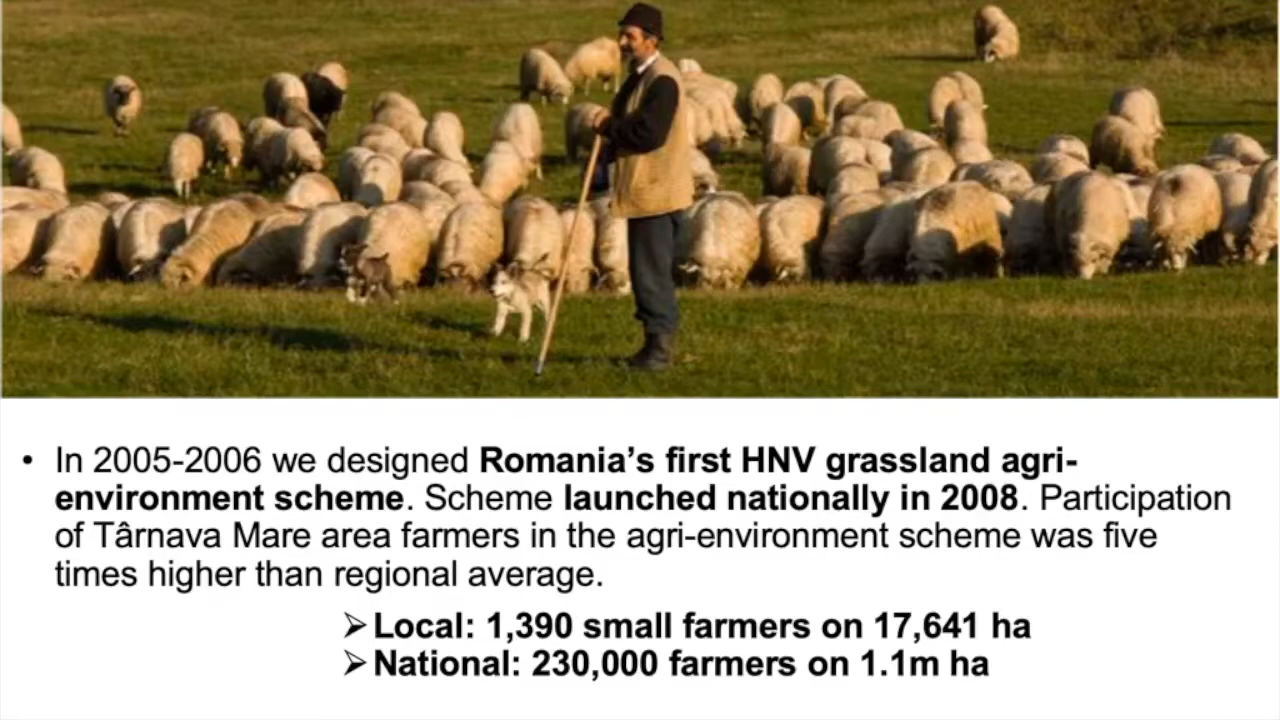 • In 2005-2006 we designed Romania’s first HNV grassland agri-
environment scheme. Scheme launched nationally in 2008. Participation
of Târnava Mare area farmers in the agri-environment scheme was five
times higher than regional average.
➢ Local: 1,390 small farmers on 17,641 ha
➢ National: 230,000 farmers on 1.1m ha